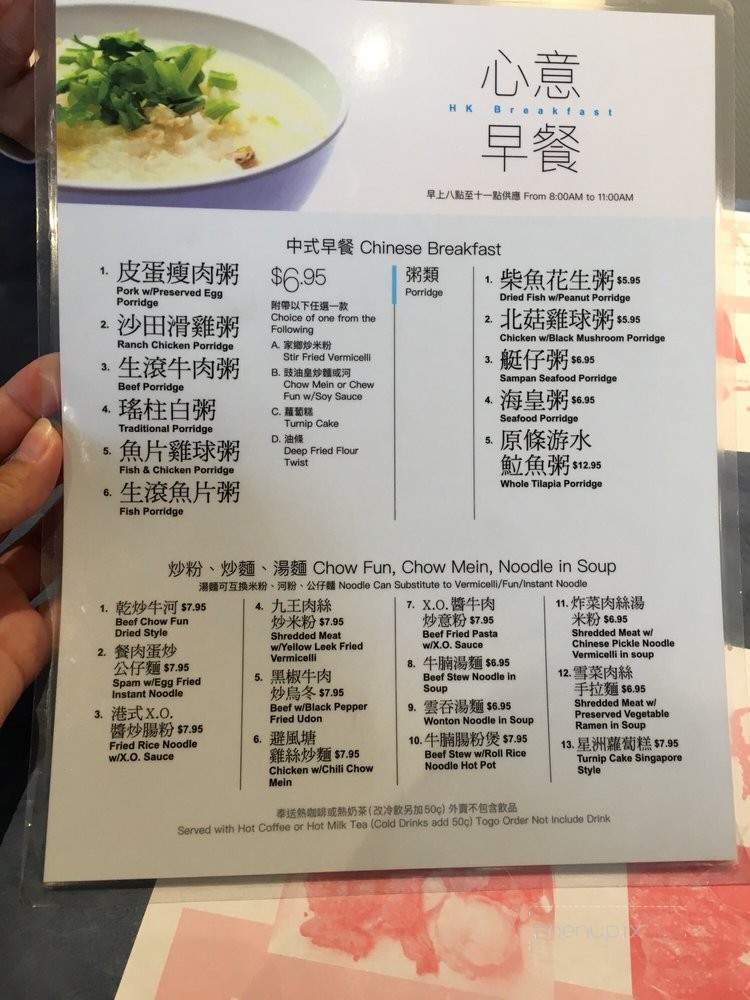 心意
HK Breakfast
早餐
早上八點至十一點供應 From 8:00AM to 11:00AM
中式早餐 Chinese Breakfast
1. 皮蛋瘦肉粥
Pork w/Preserved Egg
Porridge
2. 沙田滑雞粥
Ranch Chicken Porridge
3. 生滾牛肉粥
Beef Porridge
4. 瑤柱白粥
Traditional Porridge
5. 魚片雞球粥
Fish & Chicken Porridge
6. 生滾魚片粥
Fish Porridge
$6.95
附帶以下任選一款
Choice of one from the
Following
A. 家鄉炒米粉
Stir Fried Vermicelli
B. 豉油皇炒麵或河
Chow Mein or Chew
Fun w/Soy Sauce
C. 蘿蔔糕
Turnip Cake
D. 油條
Deep Fried Flour
Twist
粥類
Porridge
1. 柴魚花生粥 $5.95
Dried Fish w/Peanut Porridge
2. 北菇雞球粥 $5.95
Chicken w/Black Mushroom Porridge
3. 艇仔粥 $6.95
Sampan Seafood Porridge
4. 海皇粥 $6.95
Seafood Porridge
5. 原條游水
鮀魚粥 $12.95
Whole Tilapia Porridge
炒粉、炒麵、湯麵 Chow Fun, Chow Mein, Noodle in Soup
湯麵可互換米粉、河粉、公仔麵 Noodle Can Substitute to Vermicelli/Fun/Instant Noodle
1. 乾炒牛河 $7.95
Beef Chow Fun
Dried Style
2. 餐肉蛋炒
公仔麵 $7.95
Spam w/Egg Fried
Instant Noodle
3. 港式X.O.
醬炒腸粉 $7.95
Fried Rice Noodle
w/X.O. Sauce
4. 九王肉絲
炒米粉 $7.95
Shredded Meat
w/Yellow Leek Fried
Vermicelli
5. 黑椒牛肉
炒烏冬 $7.95
Beef w/Black Pepper
Fried Udon
6. 避風塘
雞絲炒麵 $7.95
Chicken w/Chili Chow
Mein
7. X.O.醬牛肉
炒意粉 $7.95
Beef Fried Pasta
w/X.O. Sauce
8. 牛腩湯麵 $6.95
Beef Stew Noodle in
Soup
9. 雲吞湯麵 $6.95
Wonton Noodle in Soup
10. 牛腩腸粉煲 $7.95
Beef Stew w/Roll Rice
Noodle Hot Pot
11. 炸菜肉絲湯
米粉 $6.95
Shredded Meat w/
Chinese Pickle Noodle
Vermicelli in soup
12. 雪菜肉絲
手拉麵 $6.95
Shredded Meat w/
Preserved Vegetable
Ramen in Soup
13. 星洲蘿蔔糕 $7.95
Turnip Cake Singapore
Style
奉送熱咖啡或熱奶茶(改冷飲另加50¢) 外賣不包含飲品
Served with Hot Coffee or Hot Milk Tea (Cold Drinks add 50¢) Togo Order Not Include Drink